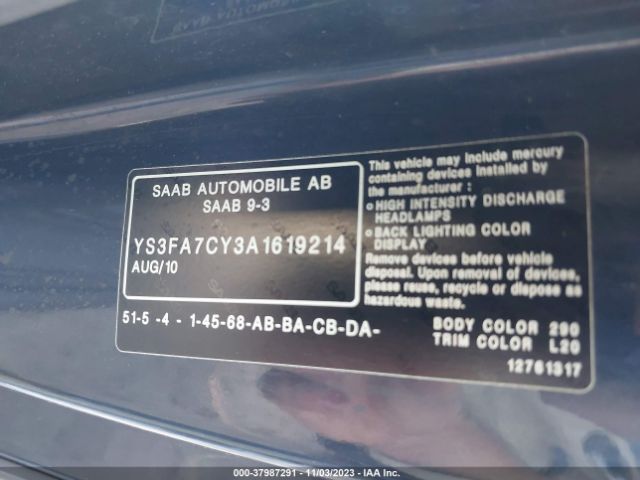 SAAB AUTOMOBILE AB
SAAB 9-3
YS3FA7CY3A1619214
AUG/10
This vehicle may include mercury
containing devices installed by
the manufacturer :
HIGH INTENSITY DISCHARGE
HEADLAMPS
BACK LIGHTING COLOR
DISPLAY
Remove devices before vehicle
disposal. Upon removal of devices,
please reuse, recycle or dispose as
hazardous waste.
51-5 -4 - 1-45-68-AB-BA-CB-DA-
BODY COLOR 290
TRIM COLOR L20
12761317
000-37987291 - 11/03/2023 - IAA Inc.